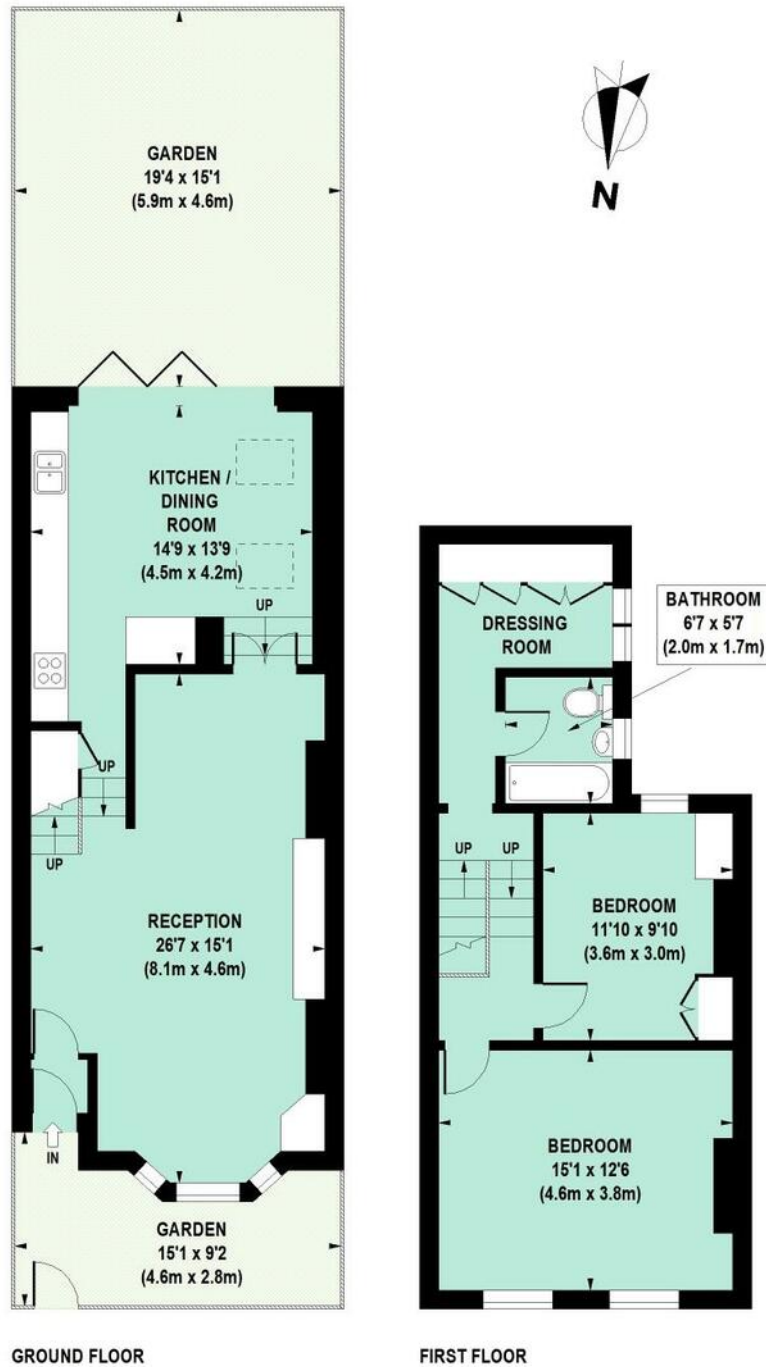 GARDEN
19'4 x 15'1
(5.9m x 4.6m)
N
KITCHEN /
DINING
ROOM
14'9 x 13'9
(4.5m x 4.2m)
UP
UP
UP
RECEPTION
26'7 x 15'1
(8.1m x 4.6m)
IN
GARDEN
15'1 x 9'2
(4.6m x 2.8m)
GROUND FLOOR
DRESSING
ROOM
BATHROOM
6'7 x 5'7
(2.0m x 1.7m)
UP
UP
BEDROOM
11'10 x 9'10
(3.6m x 3.0m)
BEDROOM
15'1 x 12'6
(4.6m x 3.8m)
FIRST FLOOR